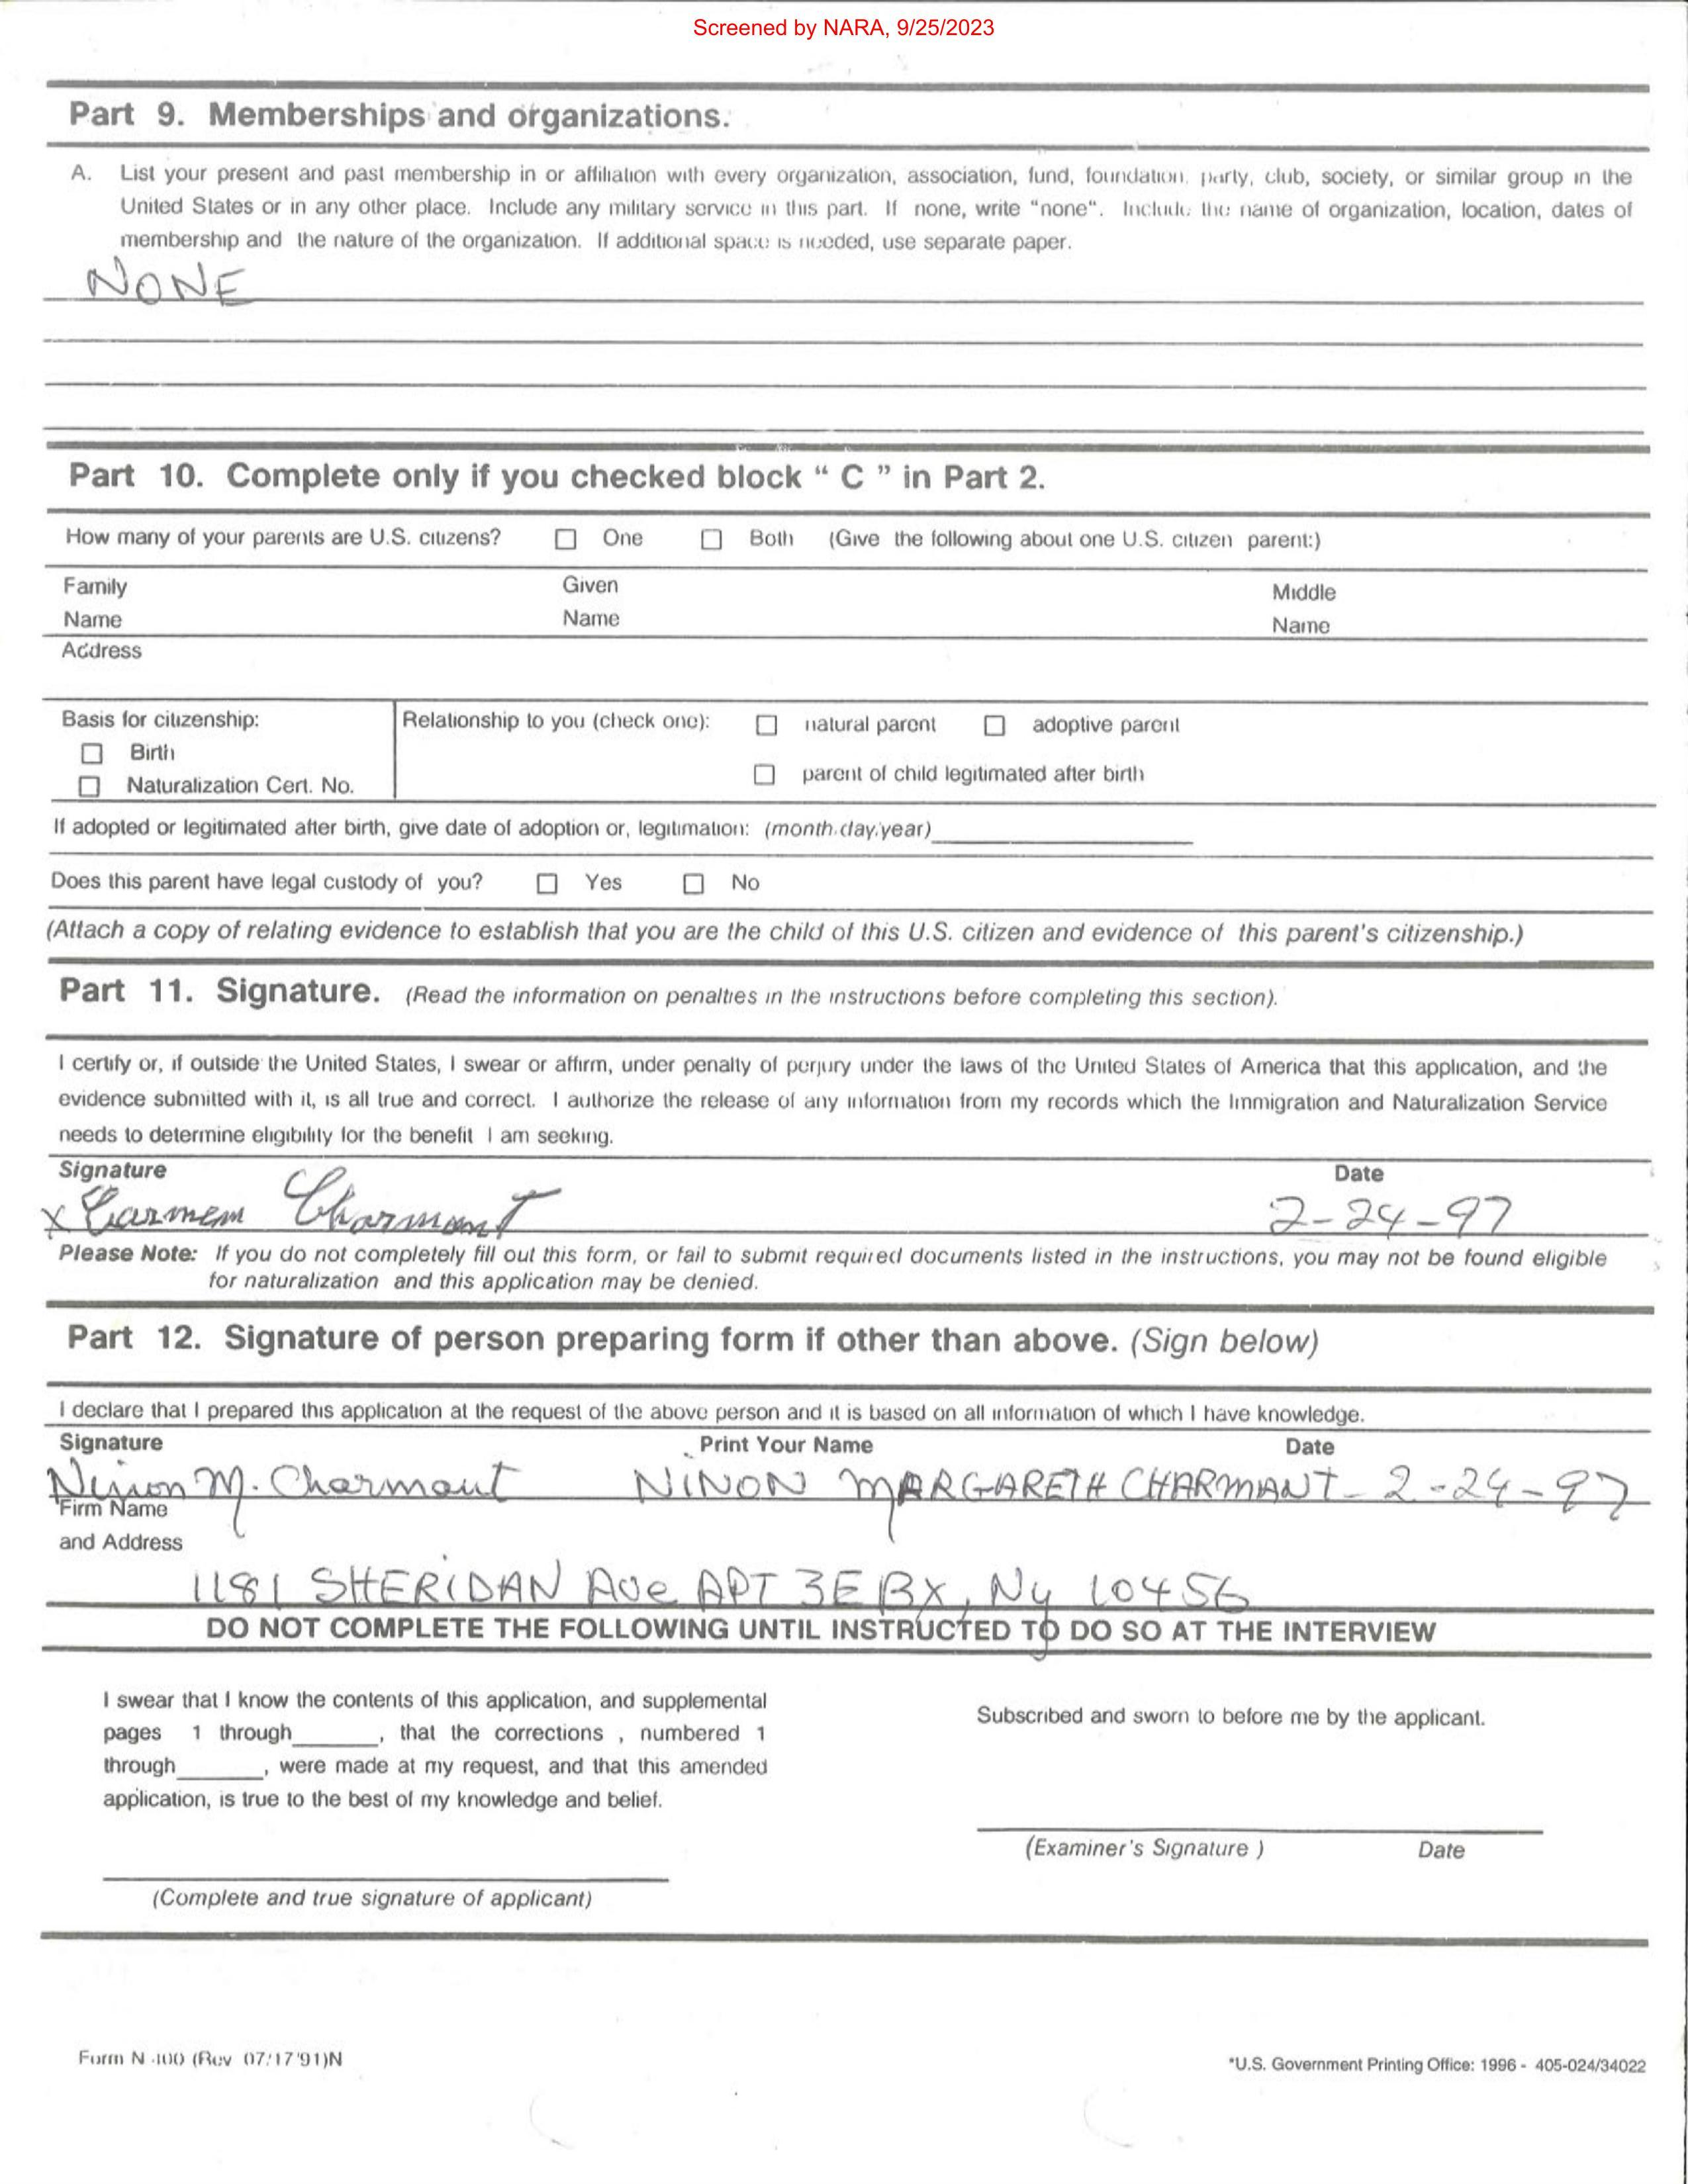 Screened by NARA, 9/25/2023
Part 9. Memberships and organizations.
A. List your present and past membership in or affiliation with every organization, association, fund, foundation, party, club, society, or similar group in the
United States or in any other place. Include any military service in this part. If none, write "none". Include the name of organization, location, dates of
membership and the nature of the organization. If additional space is needed, use separate paper.
NONE
Part 10. Complete only if you checked block " C " in Part 2.
How many of your parents are U.S. citizens? ☐ One ☐ Both (Give the following about one U.S. citizen parent:)
Family Given Middle
Name Name Name
Address
Basis for citizenship: Relationship to you (check one): ☐ natural parent ☐ adoptive parent
☐ Birth
☐ parent of child legitimated after birth
☐ Naturalization Cert. No.
If adopted or legitimated after birth, give date of adoption or, legitimation: (month.day.year)
Does this parent have legal custody of you? ☐ Yes ☐ No
(Attach a copy of relating evidence to establish that you are the child of this U.S. citizen and evidence of this parent's citizenship.)
Part 11. Signature. (Read the information on penalties in the instructions before completing this section).
I certify or, if outside the United States, I swear or affirm, under penalty of perjury under the laws of the United States of America that this application, and the
evidence submitted with it, is all true and correct. I authorize the release of any information from my records which the Immigration and Naturalization Service
needs to determine eligibility for the benefit I am seeking.
Signature Date
x Carmen Charmant 2-24-97
Please Note: If you do not completely fill out this form, or fail to submit required documents listed in the instructions, you may not be found eligible
for naturalization and this application may be denied.
Part 12. Signature of person preparing form if other than above. (Sign below)
I declare that I prepared this application at the request of the above person and it is based on all information of which I have knowledge.
Signature Print Your Name Date
Ninon M. Charmant NINON MARGARETH CHARMANT - 2-24-97
Firm Name
and Address
1181 SHERIDAN Ave APT 3E BX, Ny 10456
DO NOT COMPLETE THE FOLLOWING UNTIL INSTRUCTED TO DO SO AT THE INTERVIEW
I swear that I know the contents of this application, and supplemental
pages 1 through______, that the corrections , numbered 1
through______, were made at my request, and that this amended
application, is true to the best of my knowledge and belief.
Subscribed and sworn to before me by the applicant.
(Examiner's Signature ) Date
(Complete and true signature of applicant)
Form N-400 (Rev 07/17/91)N
*U.S. Government Printing Office: 1996 - 405-024/34022